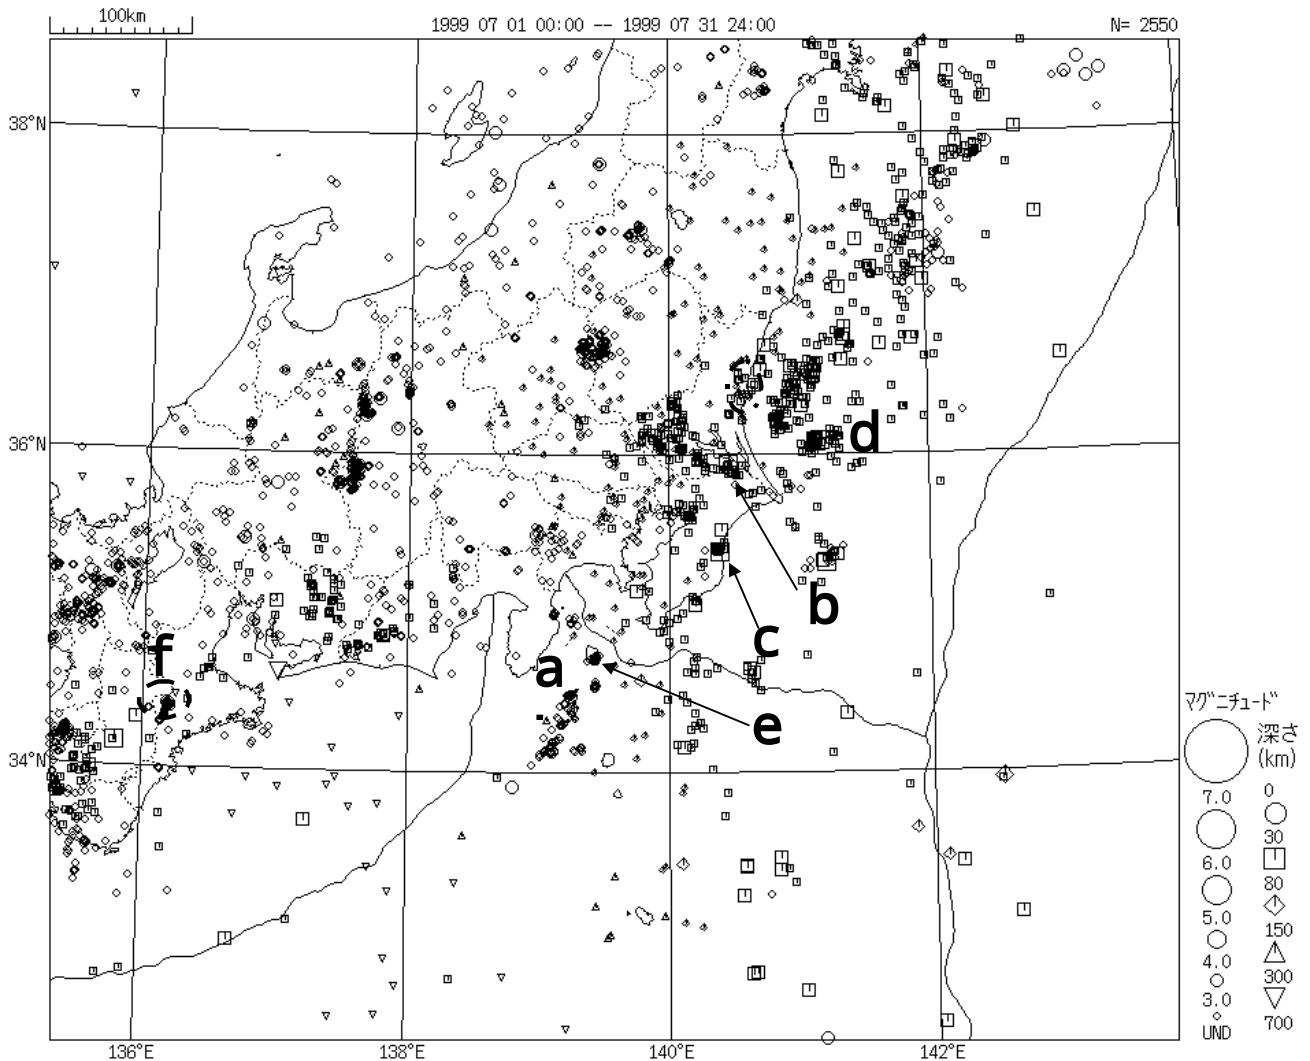 100km
1999 07 01 00:00 -- 1999 07 31 24:00
N= 2550
38°N
36°N
34°N
136°E
138°E
140°E
142°E
a
b
c
d
e
f
ﾏｸﾞﾆﾁｭｰﾄﾞ
7.0
6.0
5.0
4.0
3.0
UND
深さ
(km)
0
30
80
150
300
700